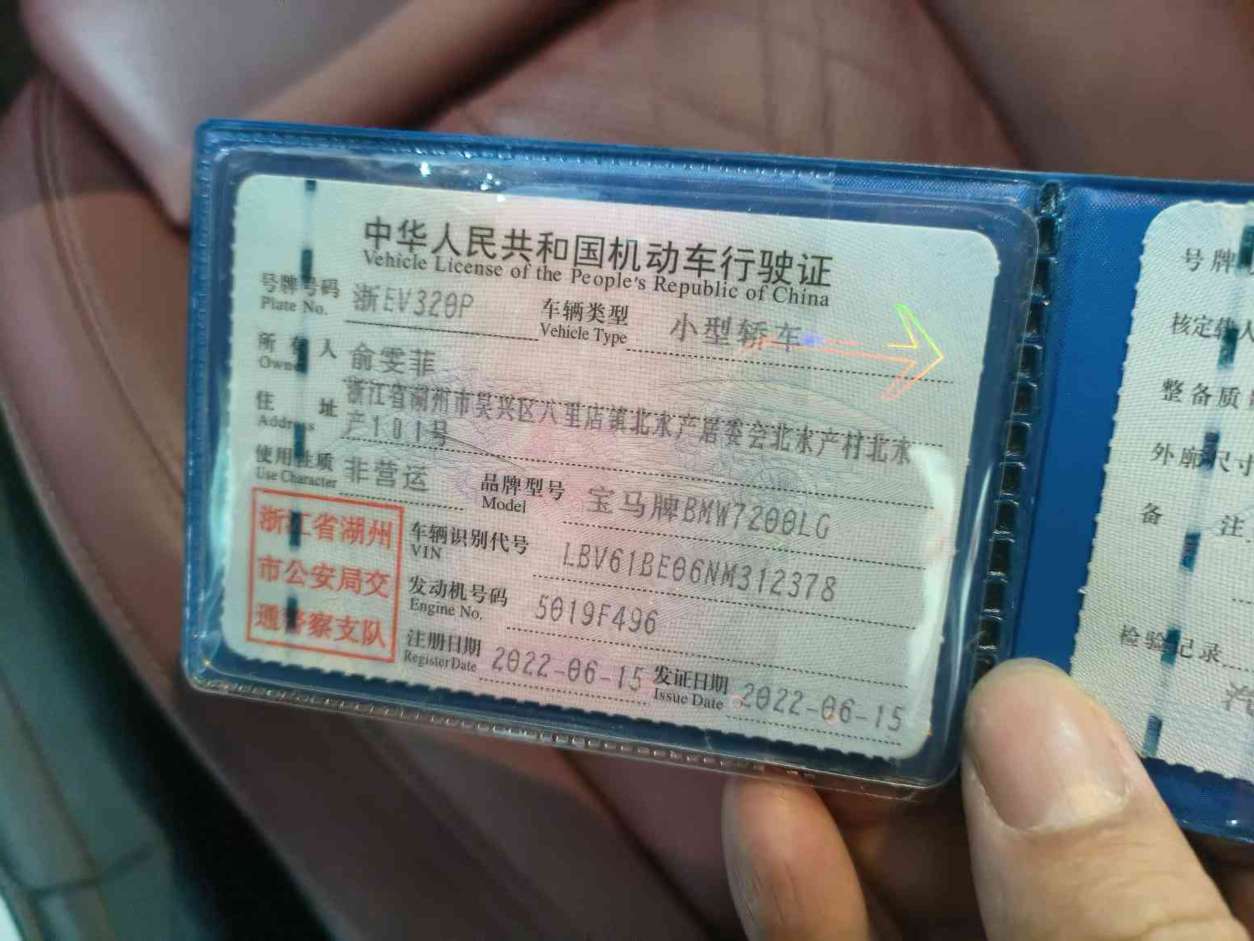 中华人民共和国机动车行驶证
Vehicle License of the People's Republic of China
号牌号码 浙EV320P 车辆类型 小型轿车
Plate No. Vehicle Type
所有人 俞雯菲
Owner
住址 浙江省湖州市吴兴区八里店镇北水产居委会北水产村北水
Address 产101号
使用性质 非营运 品牌型号 宝马牌BMW7200LG
Use Character Model
浙江省湖州
市公安局交
通警察支队
车辆识别代号 LBV61BE06NM312378
VIN
发动机号码 5019F496
Engine No.
注册日期 2022-06-15 发证日期 2022-06-15
Register Date Issue Date
号牌
核定载人
整备质
外廓尺寸
备注
检验记录